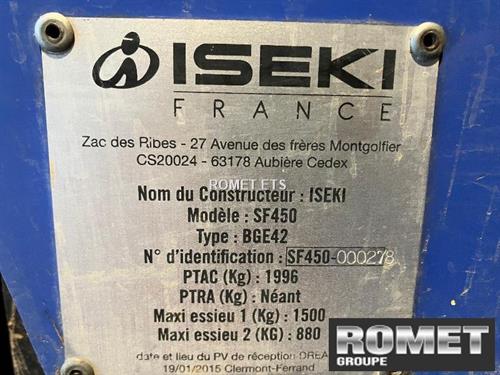 ISEKI
FRANCE
Zac des Ribes - 27 Avenue des frères Montgolfier
CS20024 - 63178 Aubière Cedex
ROMET ETS
Nom du Constructeur : ISEKI
Modèle : SF450
Type : BGE42
N° d'identification : SF450-000278
PTAC (Kg) : 1996
PTRA (Kg) : Néant
Maxi essieu 1 (Kg) : 1500
Maxi essieu 2 (KG) : 880
date et lieu du PV de réception DREA
19/01/2015 Clermont-Ferrand
ROMET
GROUPE